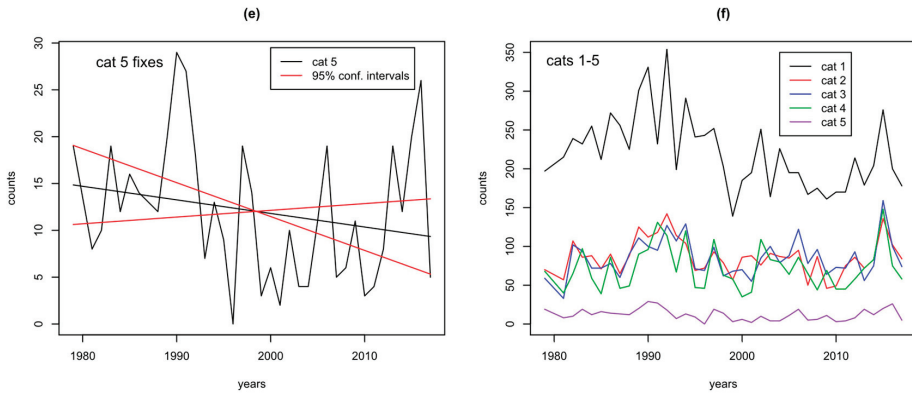 (e)
cat 5 fixes
cat 5
95% conf. intervals
counts
30
25
20
15
10
5
0
1980
1990
2000
2010
years
(f)
cats 1-5
cat 1
cat 2
cat 3
cat 4
cat 5
counts
350
300
250
200
150
100
50
0
1980
1990
2000
2010
years